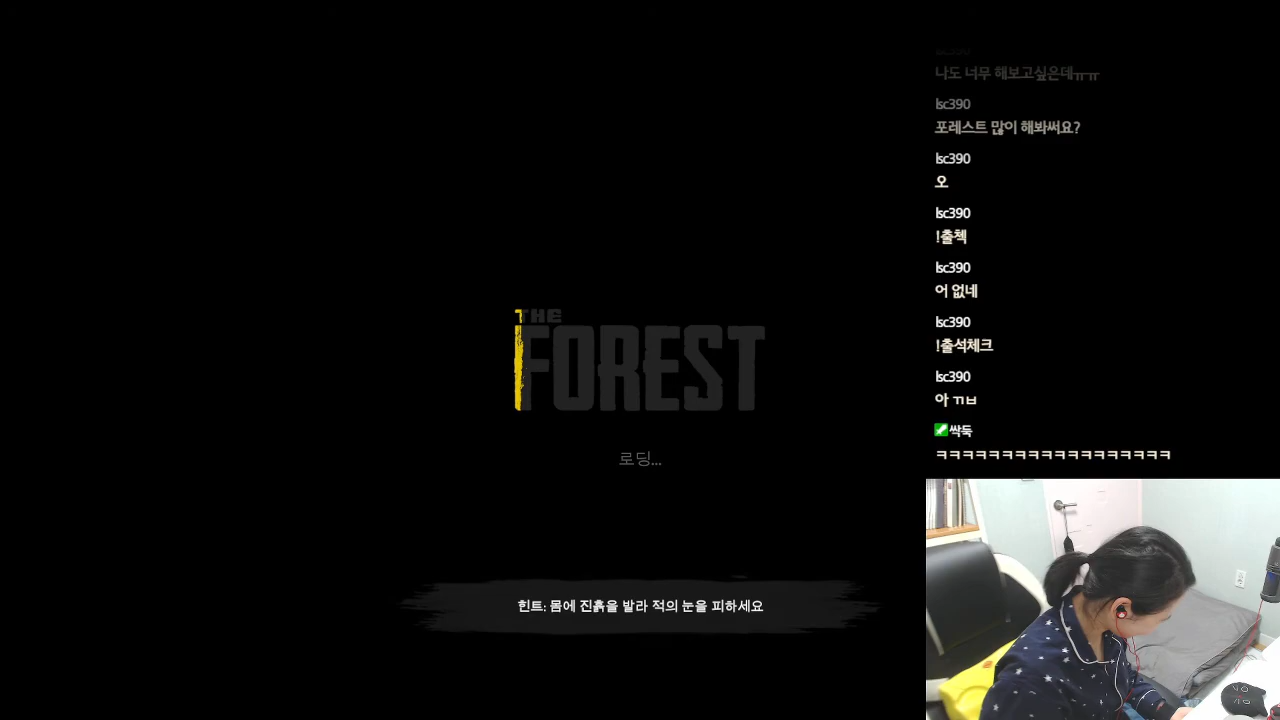 나도 너무 해보고싶은데ㅠㅠ
lsc390
포레스트 많이 해봐써요?
lsc390
오
lsc390
!출첵
lsc390
어 없네
lsc390
!출석체크
lsc390
아 ㄲㅂ
싹둑
ㅋㅋㅋㅋㅋㅋㅋㅋㅋㅋㅋㅋㅋㅋㅋㅋㅋㅋ
THE
FOREST
로딩...
힌트: 몸에 진흙을 발라 적의 눈을 피하세요